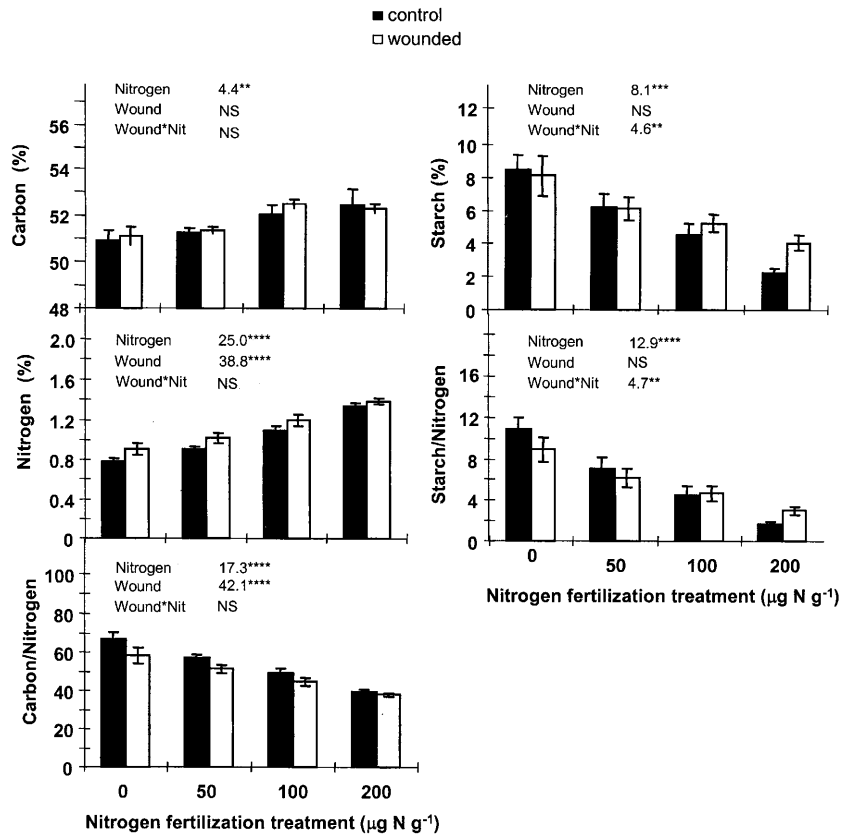 control
wounded
Nitrogen 4.4**
Wound NS
Wound*Nit NS
Carbon (%)
56
54
52
50
48
Nitrogen 8.1***
Wound NS
Wound*Nit 4.6**
Starch (%)
12
10
8
6
4
2
0
Nitrogen 25.0****
Wound 38.8****
Wound*Nit NS
Nitrogen (%)
2.0
1.6
1.2
0.8
0.4
0
Nitrogen 12.9****
Wound NS
Wound*Nit 4.7**
Starch/Nitrogen
16
12
8
4
0
0 50 100 200
Nitrogen fertilization treatment (µg N g-1)
Nitrogen 17.3****
Wound 42.1****
Wound*Nit NS
Carbon/Nitrogen
100
80
60
40
20
0
0 50 100 200
Nitrogen fertilization treatment (µg N g-1)